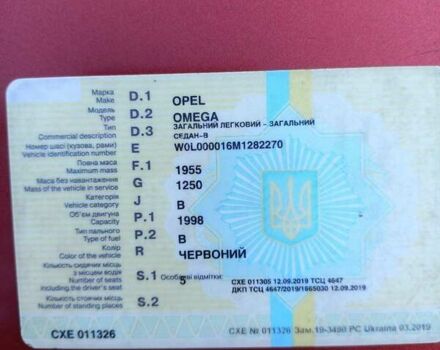 Марка D.1 OPEL
Make
Модель D.2 OMEGA
Type
Тип D.3 ЗАГАЛЬНИЙ ЛЕГКОВИЙ - ЗАГАЛЬНИЙ
Commercial description СЕДАН-В
Номер шасі (кузова, рами) E W0L000016M1282270
Vehicle identification number
Повна маса F.1 1955
Maximum mass
Маса без навантаження G 1250
Mass of the vehicle in service
Категорія J B
Vehicle category
Об'єм двигуна P.1 1998
Capacity
Тип пального P.2 B
Type of fuel
Колір R ЧЕРВОНИЙ
Color of the vehicle
Кількість сидячих місць
з місцем водія S.1 5 Особливі відмітки:
Number of seats
including the driver's seat СХЕ 011305 12.09.2019 ТСЦ 4647
Кількість стоячих місць S.2 ДКП ТСЦ 4647/2019/1665030 12.09.2019
Number of standing places
СХЕ 011326 СХЕ № 011326 Зам.19-3490 РС Ukraina 03.2019